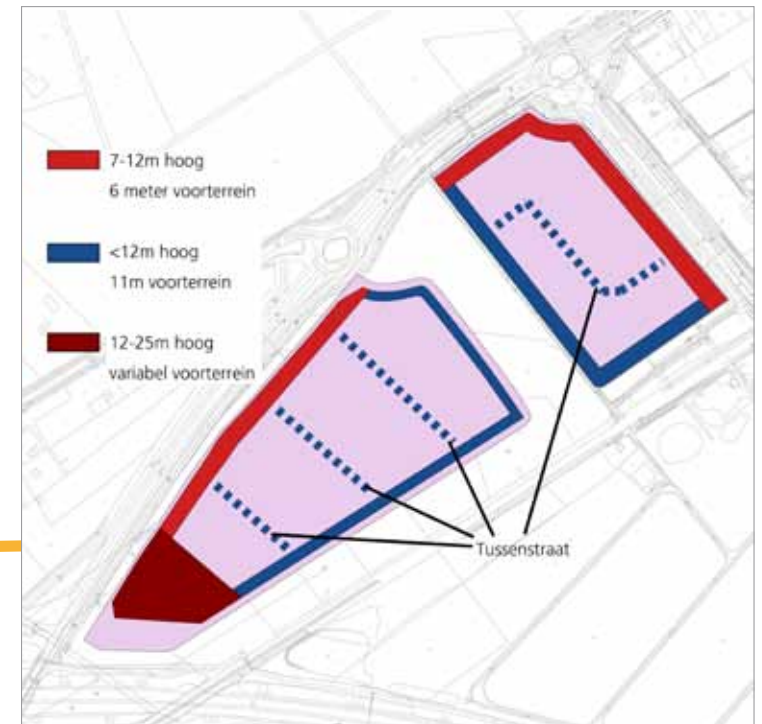 7-12m hoog
6 meter voorterrein
<12m hoog
11m voorterrein
12-25m hoog
variabel voorterrein
Tussenstraat